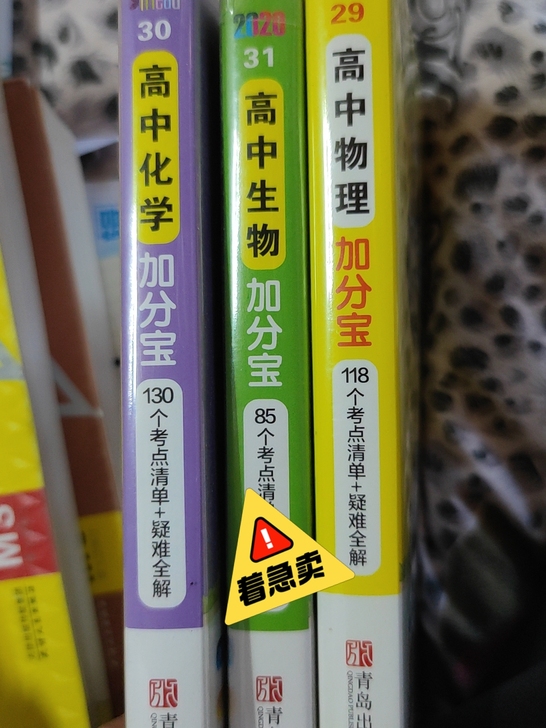 30
高中化学
加分宝
130个考点清单+疑难全解
青
2020
31
高中生物
加分宝
85个考点清
着急卖
29
高中物理
加分宝
118个考点清单+疑难全解
青岛出